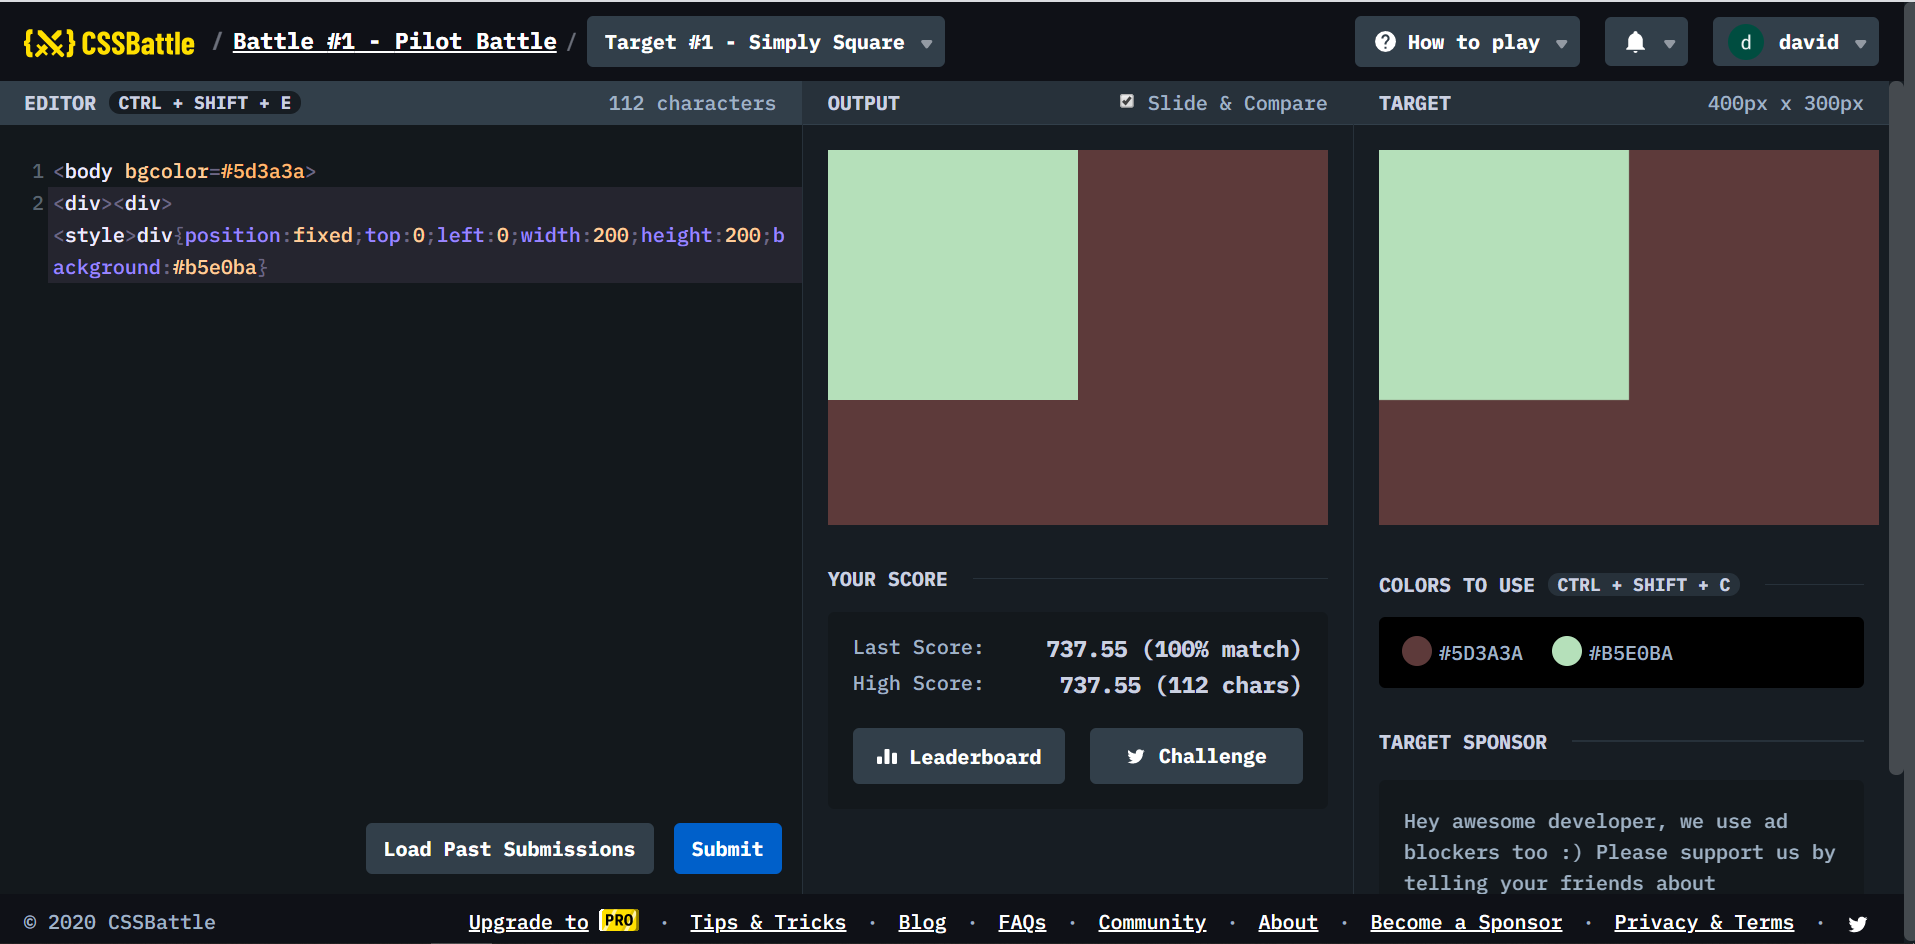 {X} CSSBattle / Battle #1 - Pilot Battle / Target #1 - Simply Square
How to play
d david
EDITOR CTRL + SHIFT + E 112 characters
OUTPUT Slide & Compare
TARGET 400px x 300px
1 <body bgcolor=#5d3a3a>
2 <div><div>
<style>div{position:fixed;top:0;left:0;width:200;height:200;b
ackground:#b5e0ba}
Load Past Submissions Submit
YOUR SCORE
Last Score: 737.55 (100% match)
High Score: 737.55 (112 chars)
Leaderboard Challenge
COLORS TO USE CTRL + SHIFT + C
#5D3A3A #B5E0BA
TARGET SPONSOR
Hey awesome developer, we use ad
blockers too :) Please support us by
telling your friends about
© 2020 CSSBattle Upgrade to PRO · Tips & Tricks · Blog · FAQs · Community · About · Become a Sponsor · Privacy & Terms ·